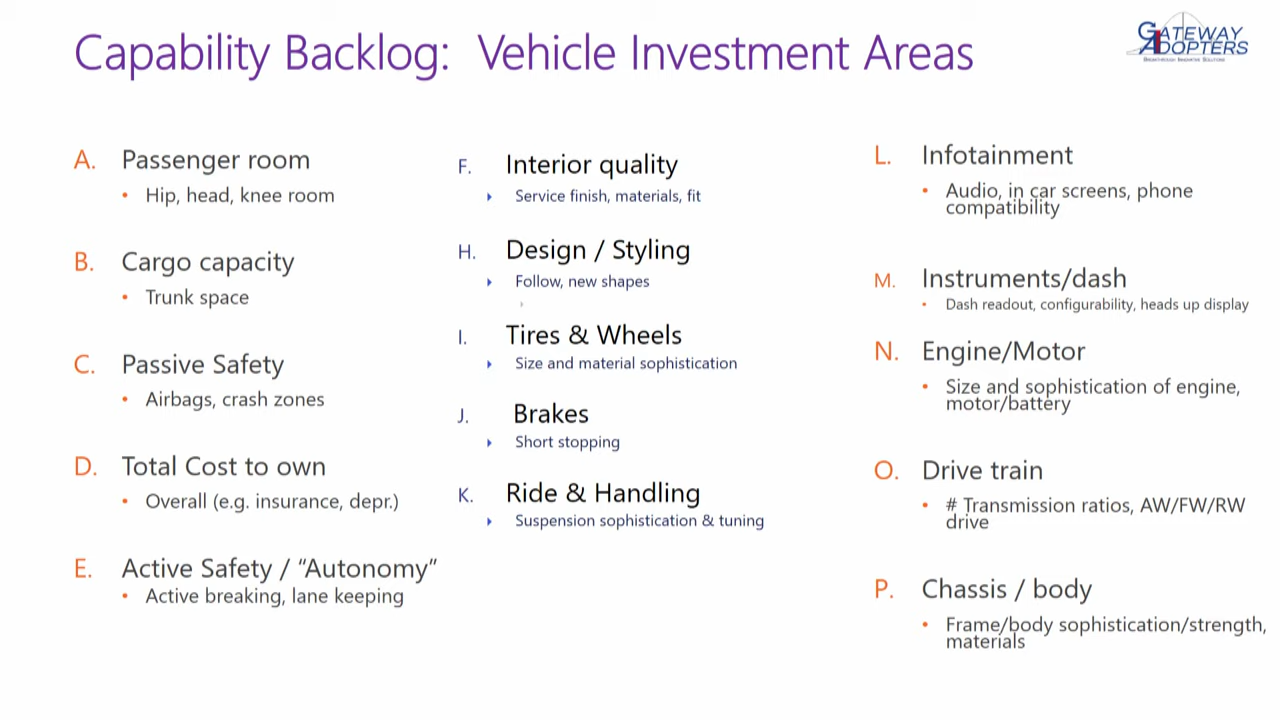 Capability Backlog: Vehicle Investment Areas
GATEWAY
ADOPTERS
BREAKTHROUGH INNOVATIVE SOLUTIONS
A. Passenger room
• Hip, head, knee room
B. Cargo capacity
• Trunk space
C. Passive Safety
• Airbags, crash zones
D. Total Cost to own
• Overall (e.g. insurance, depr.)
E. Active Safety / “Autonomy”
• Active breaking, lane keeping
F. Interior quality
Service finish, materials, fit
H. Design / Styling
Follow, new shapes
I. Tires & Wheels
Size and material sophistication
J. Brakes
Short stopping
K. Ride & Handling
Suspension sophistication & tuning
L. Infotainment
• Audio, in car screens, phone
compatibility
M. Instruments/dash
• Dash readout, configurability, heads up display
N. Engine/Motor
• Size and sophistication of engine,
motor/battery
O. Drive train
• # Transmission ratios, AW/FW/RW
drive
P. Chassis / body
• Frame/body sophistication/strength,
materials